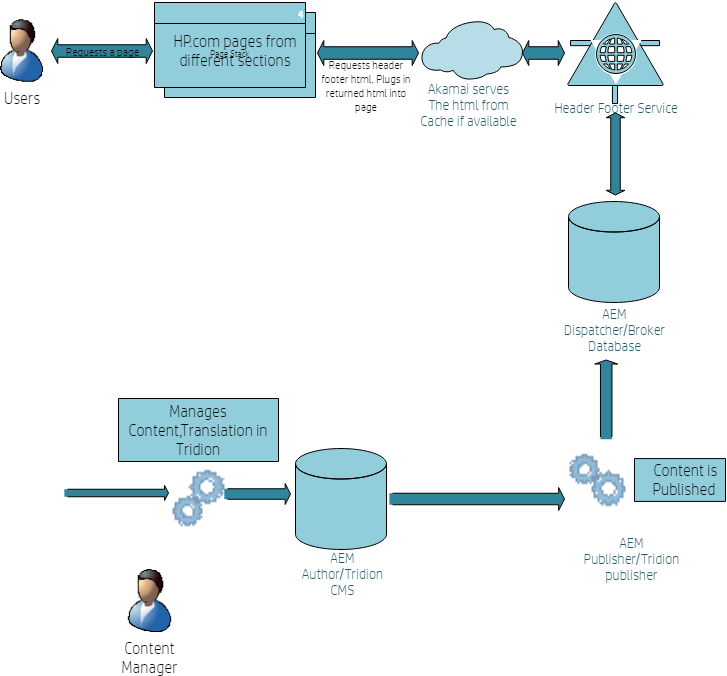 Requests a page
Users
HP.com pages from
different sections
Page Stack
Requests header
footer html, Plugs in
returned html into
page
Akamai serves
The html from
Cache if available
Header Footer Service
AEM
Dispatcher/Broker
Database
Manages
Content,Translation in
Tridion
Content is
Published
AEM
Author/Tridion
CMS
AEM
Publisher/Tridion
publisher
Content
Manager